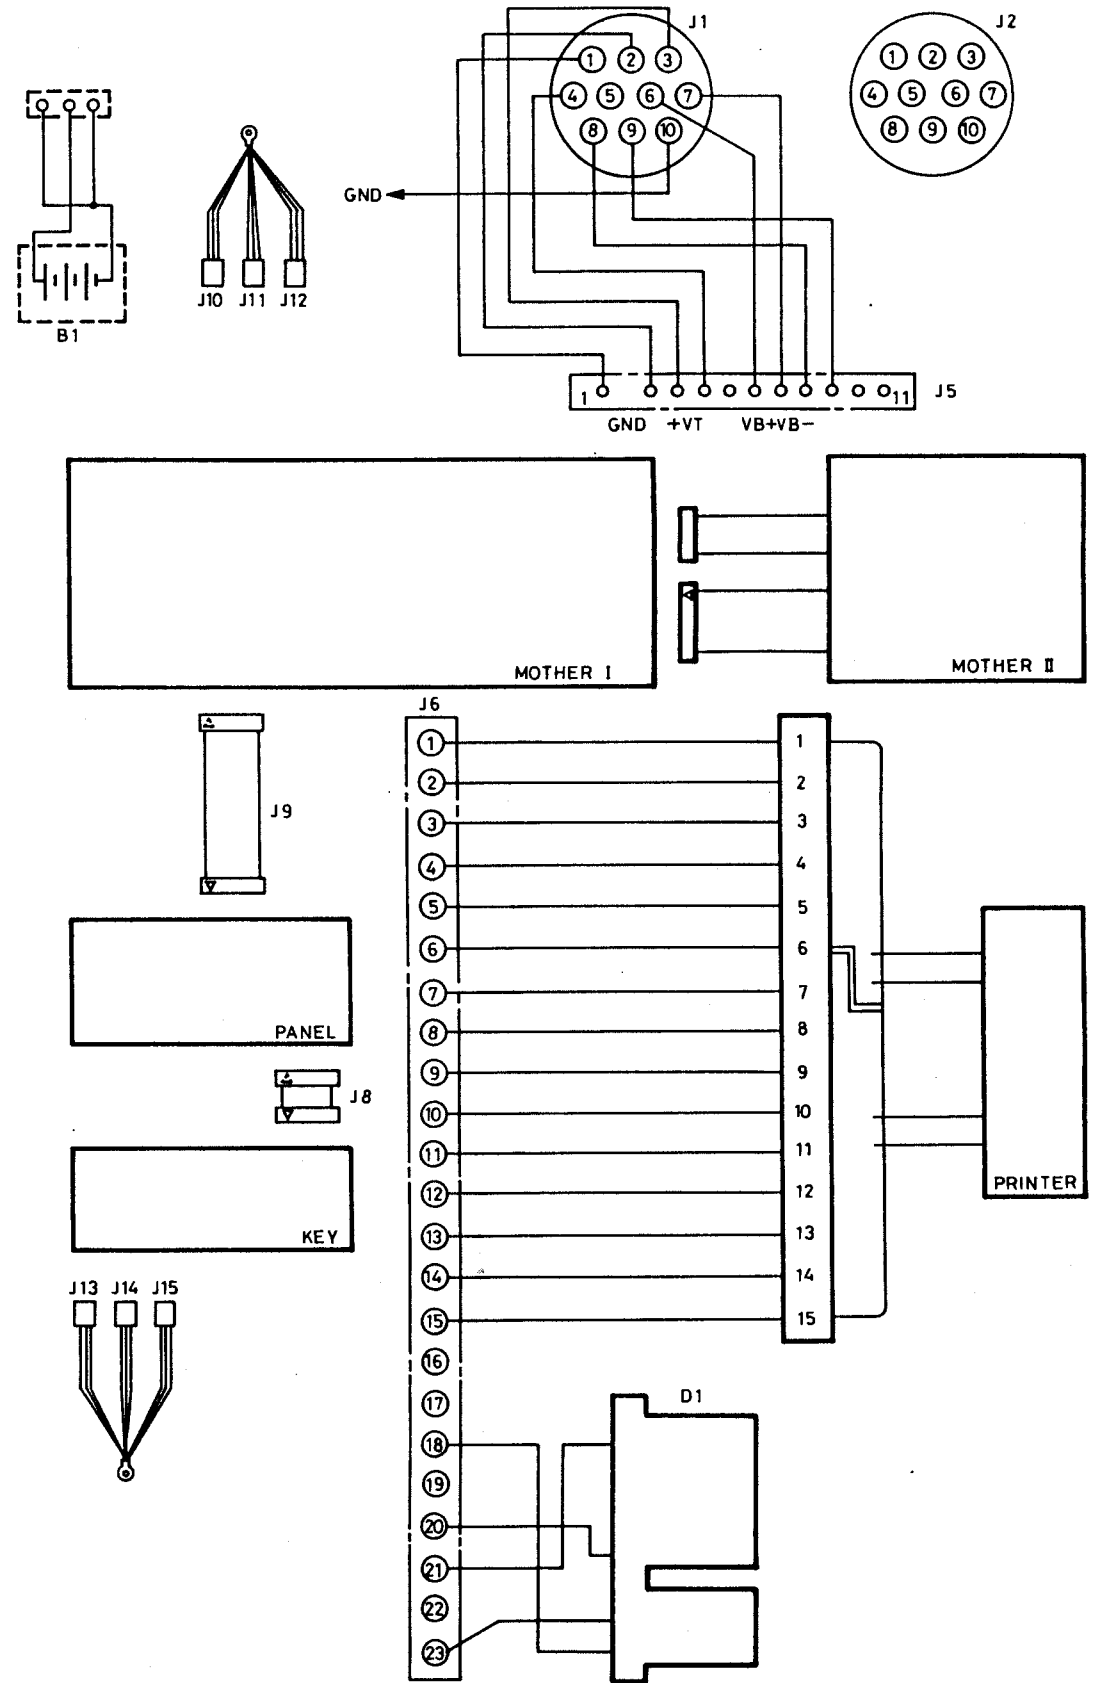 J1
J2
1 2 3
4 5 6 7
8 9 10
1 2 3
4 5 6 7
8 9 10
GND
J10 J11 J12
B1
1 11 J5
GND +VT VB+VB-
MOTHER I
MOTHER II
J6
J9
1 1
2 2
3 3
4 4
5 5
6 6
7 7
8 8
9 9
10 10
11 11
12 12
13 13
14 14
15 15
16
17
18
19
20
21
22
23
PANEL
J8
KEY
PRINTER
J13 J14 J15
D1